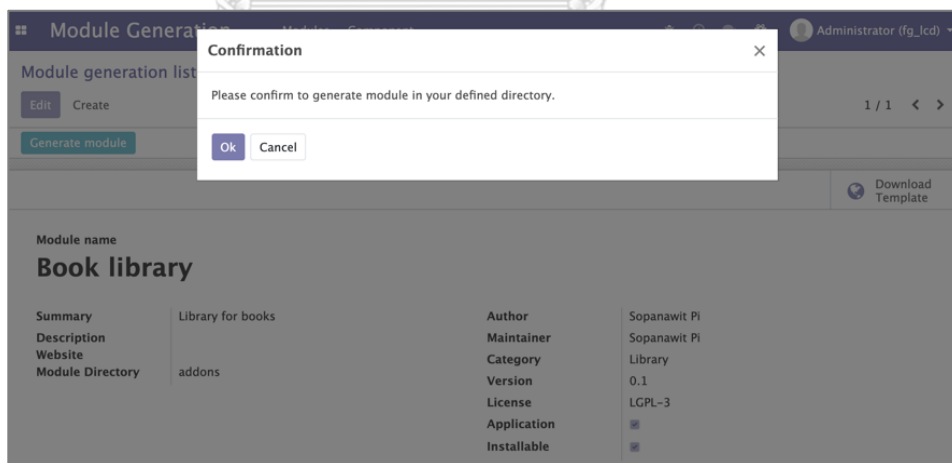 Module Generation
Administrator (fg_lcd)
Confirmation
Module generation list
Please confirm to generate module in your defined directory.
Edit Create
1 / 1
Generate module
Ok Cancel
Download
Template
Module name
Book library
Summary Library for books
Description
Website
Module Directory addons
Author Sopanawit Pi
Maintainer Sopanawit Pi
Category Library
Version 0.1
License LGPL-3
Application
Installable